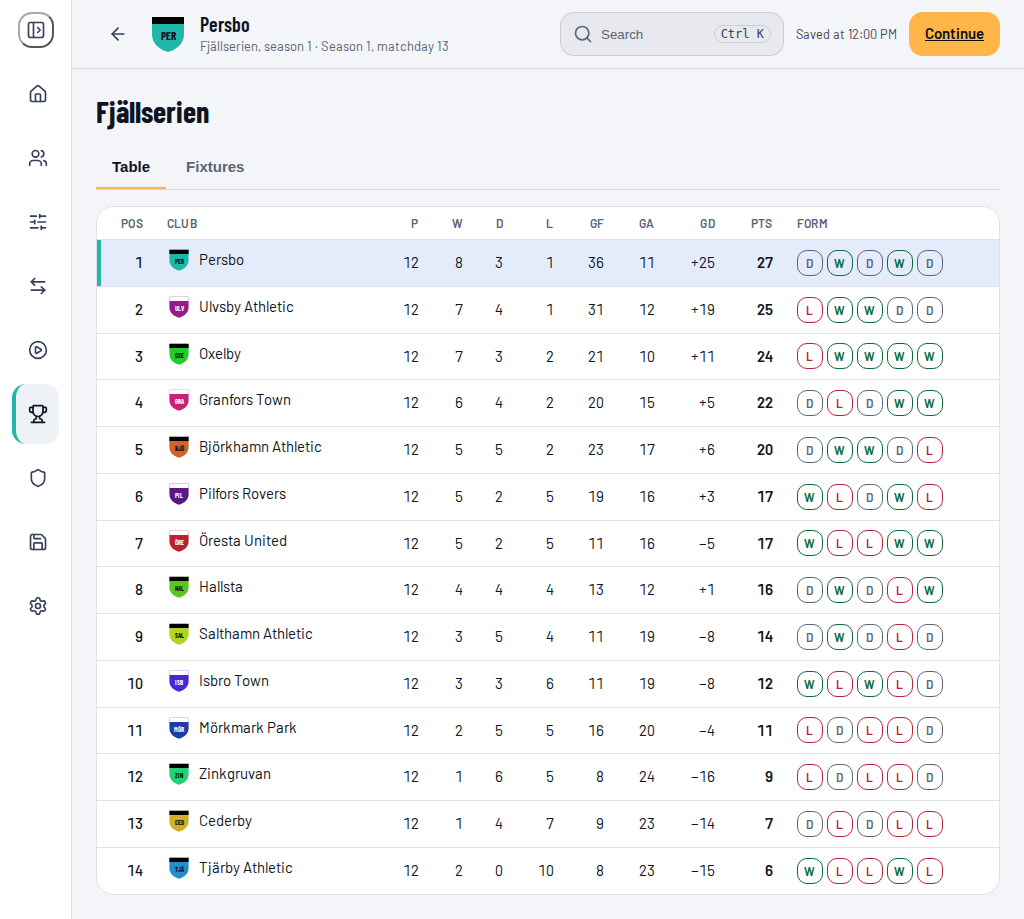 PER
Persbo
Fjällserien, season 1 · Season 1, matchday 13
Search
Ctrl K
Saved at 12:00 PM
Continue
Fjällserien
Table
Fixtures
POS CLUB P W D L GF GA GD PTS FORM
1 PER Persbo 12 8 3 1 36 11 +25 27 D W D W D
2 ULV Ulvsby Athletic 12 7 4 1 31 12 +19 25 L W W D D
3 OXE Oxelby 12 7 3 2 21 10 +11 24 L W W W W
4 GRA Granfors Town 12 6 4 2 20 15 +5 22 D L D W W
5 BJÖ Björkhamn Athletic 12 5 5 2 23 17 +6 20 D W W D L
6 PIL Pilfors Rovers 12 5 2 5 19 16 +3 17 W L D W L
7 ÖRE Öresta United 12 5 2 5 11 16 −5 17 W L L W W
8 HAL Hallsta 12 4 4 4 13 12 +1 16 D W D L W
9 SAL Salthamn Athletic 12 3 5 4 11 19 −8 14 D W D L D
10 ISB Isbro Town 12 3 3 6 11 19 −8 12 W L W L D
11 MÖR Mörkmark Park 12 2 5 5 16 20 −4 11 L D L L D
12 ZIN Zinkgruvan 12 1 6 5 8 24 −16 9 L D L L D
13 CED Cederby 12 1 4 7 9 23 −14 7 D L D L L
14 TJÄ Tjärby Athletic 12 2 0 10 8 23 −15 6 W L L W L